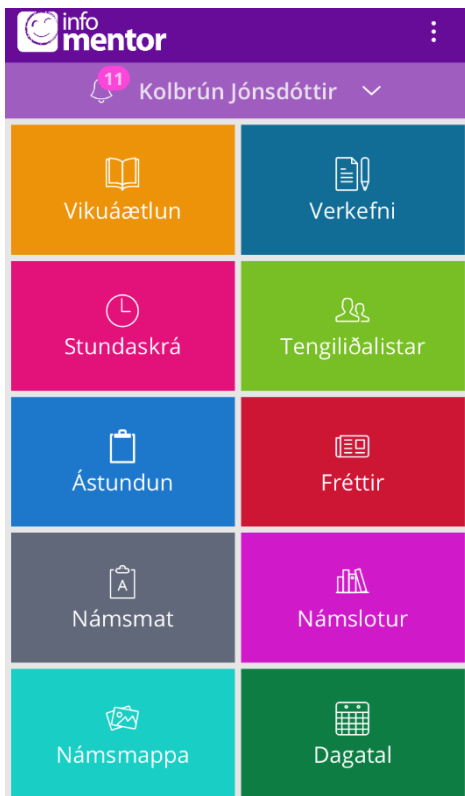 info
mentor
11
Kolbrún Jónsdóttir
Vikuáætlun
Verkefni
Stundaskrá
Tengiliðalistar
Ástundun
Fréttir
A
Námsmat
Námslotur
Námsmappa
Dagatal